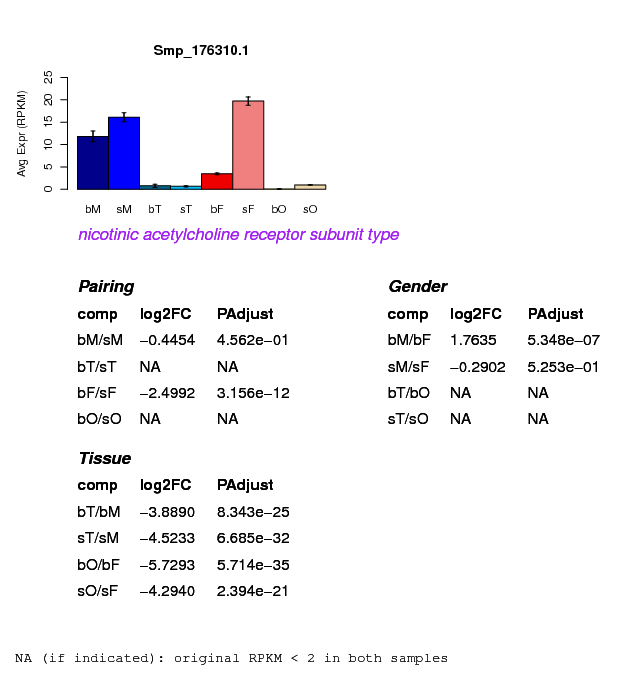 Smp_176310.1
Avg Expr (RPKM)
25
20
15
10
5
0
bM sM bT sT bF sF bO sO
nicotinic acetylcholine receptor subunit type
Pairing
comp log2FC PAdjust
bM/sM −0.4454 4.562e−01
bT/sT NA NA
bF/sF −2.4992 3.156e−12
bO/sO NA NA
Gender
comp log2FC PAdjust
bM/bF 1.7635 5.348e−07
sM/sF −0.2902 5.253e−01
bT/bO NA NA
sT/sO NA NA
Tissue
comp log2FC PAdjust
bT/bM −3.8890 8.343e−25
sT/sM −4.5233 6.685e−32
bO/bF −5.7293 5.714e−35
sO/sF −4.2940 2.394e−21
NA (if indicated): original RPKM < 2 in both samples